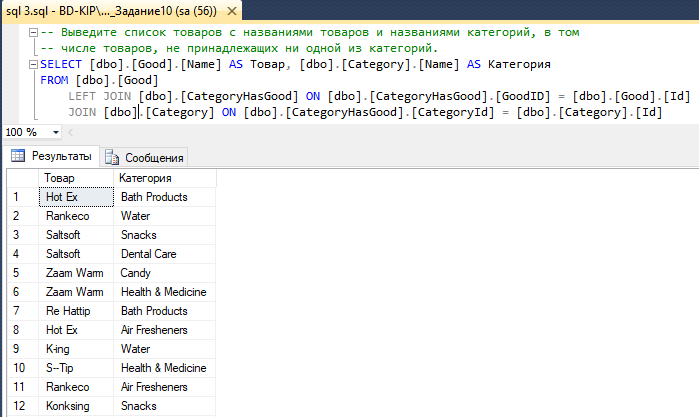 sql 3.sql - BD-KIP\..._Задание10 (sa (56))
-- Выведите список товаров с названиями товаров и названиями категорий, в том
-- числе товаров, не принадлежащих ни одной из категорий.
SELECT [dbo].[Good].[Name] AS Товар, [dbo].[Category].[Name] AS Категория
FROM [dbo].[Good]
LEFT JOIN [dbo].[CategoryHasGood] ON [dbo].[CategoryHasGood].[GoodID] = [dbo].[Good].[Id]
JOIN [dbo].[Category] ON [dbo].[CategoryHasGood].[CategoryId] = [dbo].[Category].[Id]
100 %
Результаты Сообщения
Товар Категория
1 Hot Ex Bath Products
2 Rankeco Water
3 Saltsoft Snacks
4 Saltsoft Dental Care
5 Zaam Warm Candy
6 Zaam Warm Health & Medicine
7 Re Hattip Bath Products
8 Hot Ex Air Fresheners
9 K-ing Water
10 S--Tip Health & Medicine
11 Rankeco Air Fresheners
12 Konksing Snacks